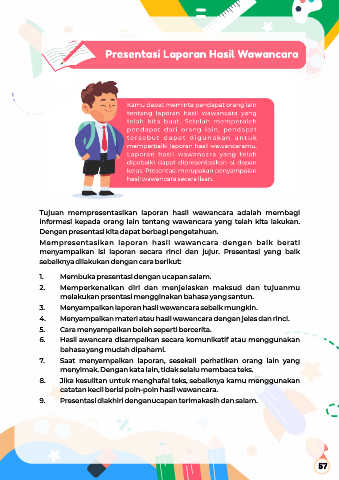 Presentasi Laporan Hasil Wawancara
Kamu dapat meminta pendapat orang lain
tentang laporan hasil wawancara yang
telah kita buat. Setelah memperoleh
pendapat dari orang lain, pendapat
tersebut dapat digunakan untuk
memperbaiki laporan hasil wawancaramu.
Laporan hasil wawancara yang telah
diperbaiki dapat dipresentasikan di depan
kelas. Presentasi merupakan penyampaian
hasil wawancara secara lisan.
Tujuan mempresentasikan laporan hasil wawancara adalah membagi
informasi kepada orang lain tentang wawancara yang telah kita lakukan.
Dengan presentasi kita dapat berbagi pengetahuan.
Mempresentasikan laporan hasil wawancara dengan baik berati
menyampaikan isi laporan secara rinci dan jujur. Presentasi yang baik
sebaiknya dilakukan dengan cara berikut:
1. Membuka presentasi dengan ucapan salam.
2. Memperkenalkan diri dan menjelaskan maksud dan tujuanmu
melakukan prsentasi mengginakan bahasa yang santun.
3. Menyampaikan laporan hasil wawancara sebaik mungkin.
4. Menyampaikan materi atau hasil wawancara dengan jelas dan rinci.
5. Cara menyampaikan boleh seperti bercerita.
6. Hasil awancara disampaikan secara komunikatif atau menggunakan
bahasa yang mudah dipahami.
7. Saat menyampaikan laporan, sesekali perhatikan orang lain yang
menyimak. Dengan kata lain, tidak selalu membaca teks.
8. Jika kesulitan untuk menghafal teks, sebaiknya kamu menggunakan
catatan kecil berisi poin-poin hasil wawancara.
9. Presentasi diakhiri denganucapan terimakasih dan salam.
57